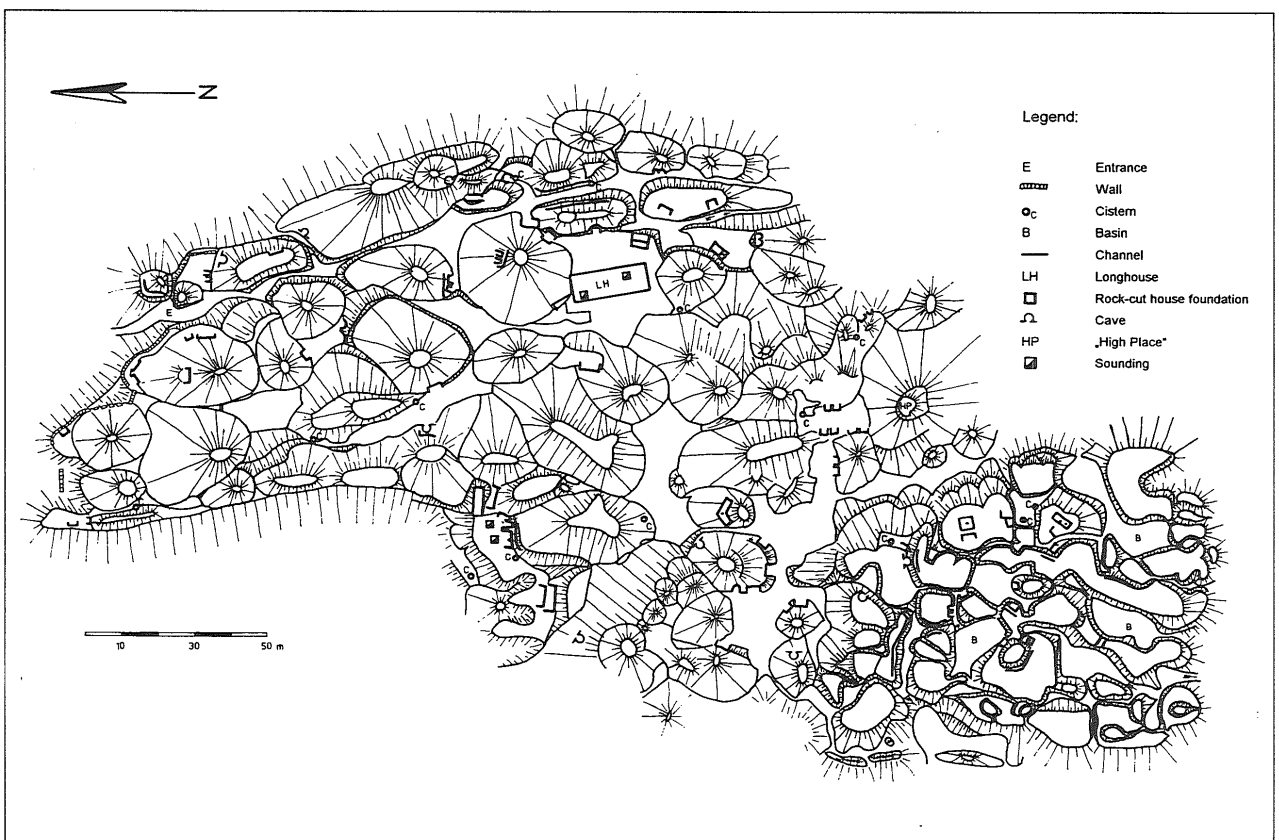 N
Legend:
E Entrance
Wall
C Cistern
B Basin
Channel
LH Longhouse
Rock-cut house foundation
Cave
HP „High Place"
Sounding
E
LH
C
C
C
C
HP
C
C
C
C
C
C
C
B
B
B
10 30 50 m